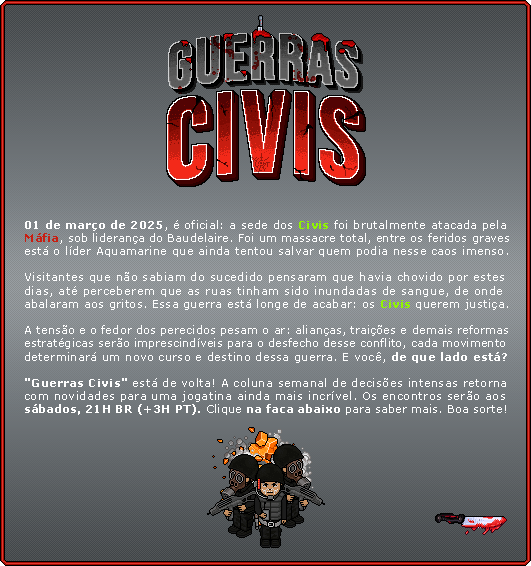 GUERRAS
CIVIS
01 de março de 2025, é oficial: a sede dos Civis foi brutalmente atacada pela
Máfia, sob liderança do Baudelaire. Foi um massacre total, entre os feridos graves
está o líder Aquamarine que ainda tentou salvar quem podia nesse caos imenso.
Visitantes que não sabiam do sucedido pensaram que havia chovido por estes
dias, até perceberem que as ruas tinham sido inundadas de sangue, de onde
abalaram aos gritos. Essa guerra está longe de acabar: os Civis querem justiça.
A tensão e o fedor dos perecidos pesam o ar: alianças, traições e demais reformas
estratégicas serão imprescindíveis para o desfecho desse conflito, cada movimento
determinará um novo curso e destino dessa guerra. E você, de que lado está?
"Guerras Civis" está de volta! A coluna semanal de decisões intensas retorna
com novidades para uma jogatina ainda mais incrível. Os encontros serão aos
sábados, 21H BR (+3H PT). Clique na faca abaixo para saber mais. Boa sorte!